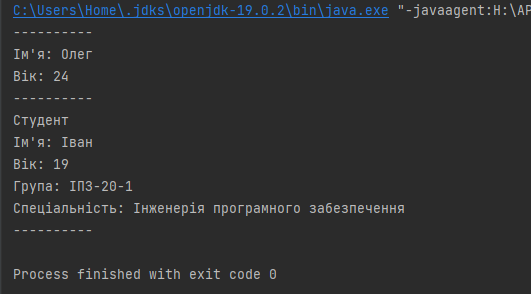 C:\Users\Home\.jdks\openjdk-19.0.2\bin\java.exe "-javaagent:H:\AP
----------
Ім'я: Олег
Вік: 24
----------
Студент
Ім'я: Іван
Вік: 19
Група: ІПЗ-20-1
Спеціальність: Інженерія програмного забезпечення
----------
Process finished with exit code 0